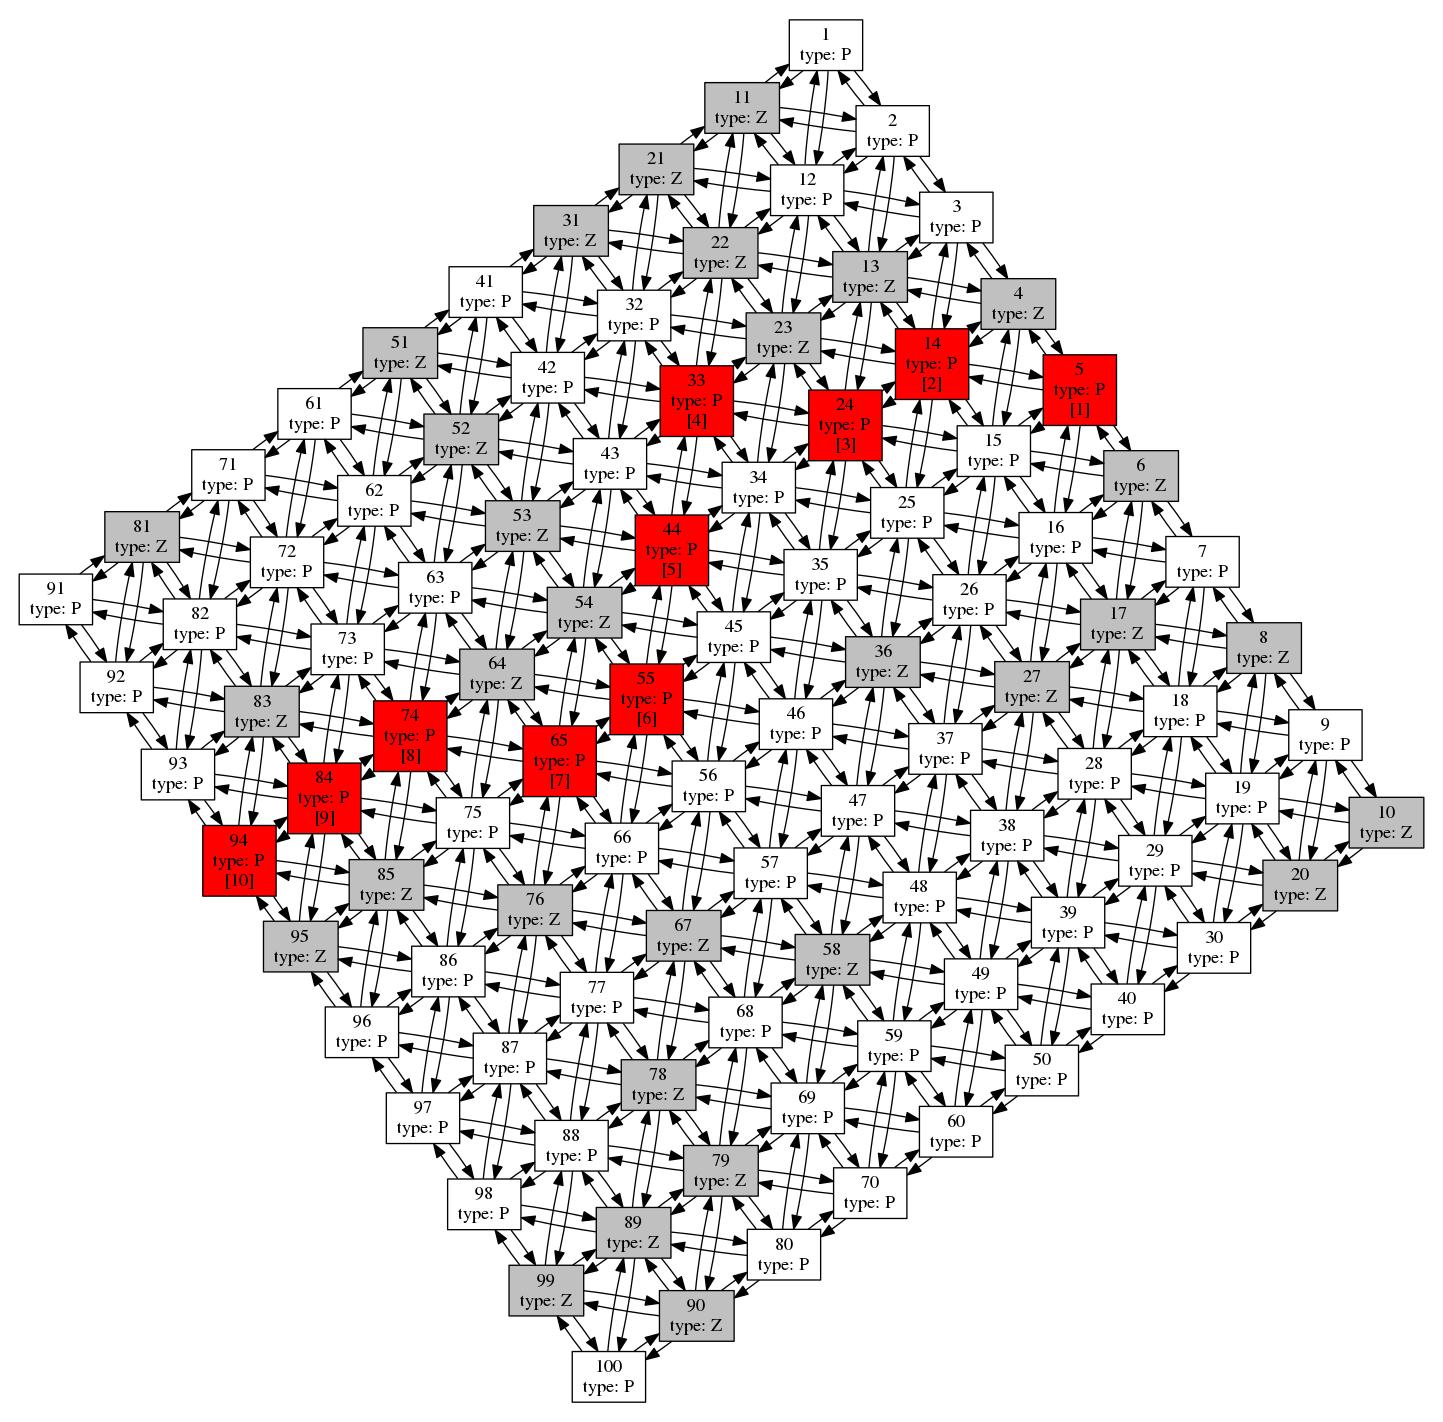 1
type: P
11
type: Z
2
type: P
21
type: Z
12
type: P
3
type: P
31
type: Z
22
type: Z
13
type: Z
41
type: P
4
type: Z
32
type: P
23
type: Z
51
type: Z
14
type: P
[2]
42
type: P
5
type: P
[1]
33
type: P
[4]
61
type: P
24
type: P
[3]
52
type: Z
15
type: P
43
type: P
71
type: P
6
type: Z
34
type: P
62
type: P
25
type: P
53
type: Z
81
type: Z
16
type: P
44
type: P
[5]
72
type: P
7
type: P
35
type: P
63
type: P
91
type: P
26
type: P
54
type: Z
82
type: P
17
type: Z
45
type: P
73
type: P
8
type: Z
36
type: Z
64
type: Z
92
type: P
27
type: Z
55
type: P
[6]
83
type: Z
18
type: P
46
type: P
74
type: P
[8]
9
type: P
37
type: P
65
type: P
[7]
93
type: P
28
type: P
56
type: P
84
type: P
[9]
19
type: P
47
type: P
75
type: P
10
type: Z
38
type: P
66
type: P
94
type: P
[10]
29
type: P
57
type: P
85
type: Z
20
type: Z
48
type: P
76
type: Z
39
type: P
67
type: Z
95
type: Z
30
type: P
58
type: Z
86
type: P
49
type: P
77
type: P
40
type: P
68
type: P
96
type: P
59
type: P
87
type: P
50
type: P
78
type: Z
69
type: P
97
type: P
60
type: P
88
type: P
79
type: Z
70
type: P
98
type: P
89
type: Z
80
type: P
99
type: Z
90
type: Z
100
type: P